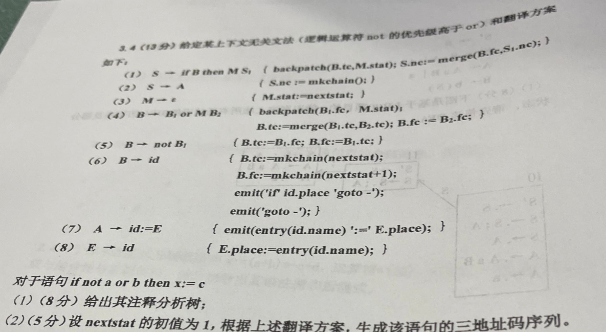 3.4 (13分) 给定某上下文无关文法 (逻辑运算符 not 的优先级高于 or) 和翻译方案
如下:
(1) S → if B then M S₁ { backpatch(B.tc,M.stat); S.nc:= merge(B.fc,S₁.nc); }
(2) S → A { S.nc := mkchain(); }
(3) M → ε { M.stat:=nextstat; }
(4) B → B₁ or M B₂ { backpatch(B₁.fc, M.stat);
B.tc:=merge(B₁.tc,B₂.tc); B.fc := B₂.fc; }
(5) B → not B₁ { B.tc:=B₁.fc; B.fc:=B₁.tc; }
(6) B → id { B.tc:=mkchain(nextstat);
B.fc:=mkchain(nextstat+1);
emit('if' id.place 'goto -');
emit('goto -'); }
(7) A → id:=E { emit(entry(id.name) ':=' E.place); }
(8) E → id { E.place:=entry(id.name); }
对于语句 if not a or b then x:= c
(1) (8分) 给出其注释分析树;
(2) (5分) 设 nextstat 的初值为 1, 根据上述翻译方案, 生成该语句的三地址码序列。